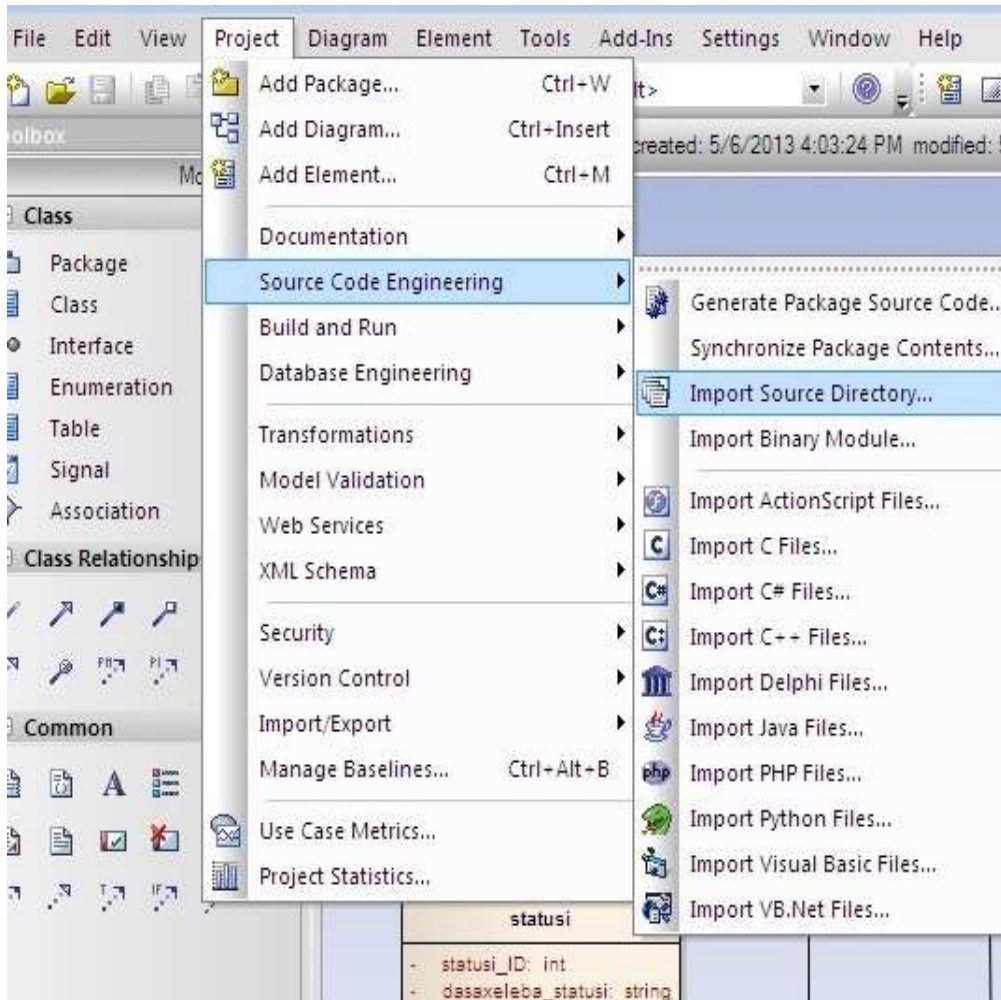 File Edit View Project Diagram Element Tools Add-Ins Settings Window Help
Add Package... Ctrl+W
Add Diagram... Ctrl+Insert
Add Element... Ctrl+M
Documentation
Source Code Engineering
Build and Run
Database Engineering
Transformations
Model Validation
Web Services
XML Schema
Security
Version Control
Import/Export
Manage Baselines... Ctrl+Alt+B
Use Case Metrics...
Project Statistics...
lt>
created: 5/6/2013 4:03:24 PM modified:
Generate Package Source Code...
Synchronize Package Contents...
Import Source Directory...
Import Binary Module...
Import ActionScript Files...
Import C Files...
Import C# Files...
Import C++ Files...
Import Delphi Files...
Import Java Files...
Import PHP Files...
Import Python Files...
Import Visual Basic Files...
Import VB.Net Files...
oolbox
Mo
Class
Package
Class
Interface
Enumeration
Table
Signal
Association
Class Relationship
Common
statusi
- statusi_ID: int
- dasaxeleba_statusi: string